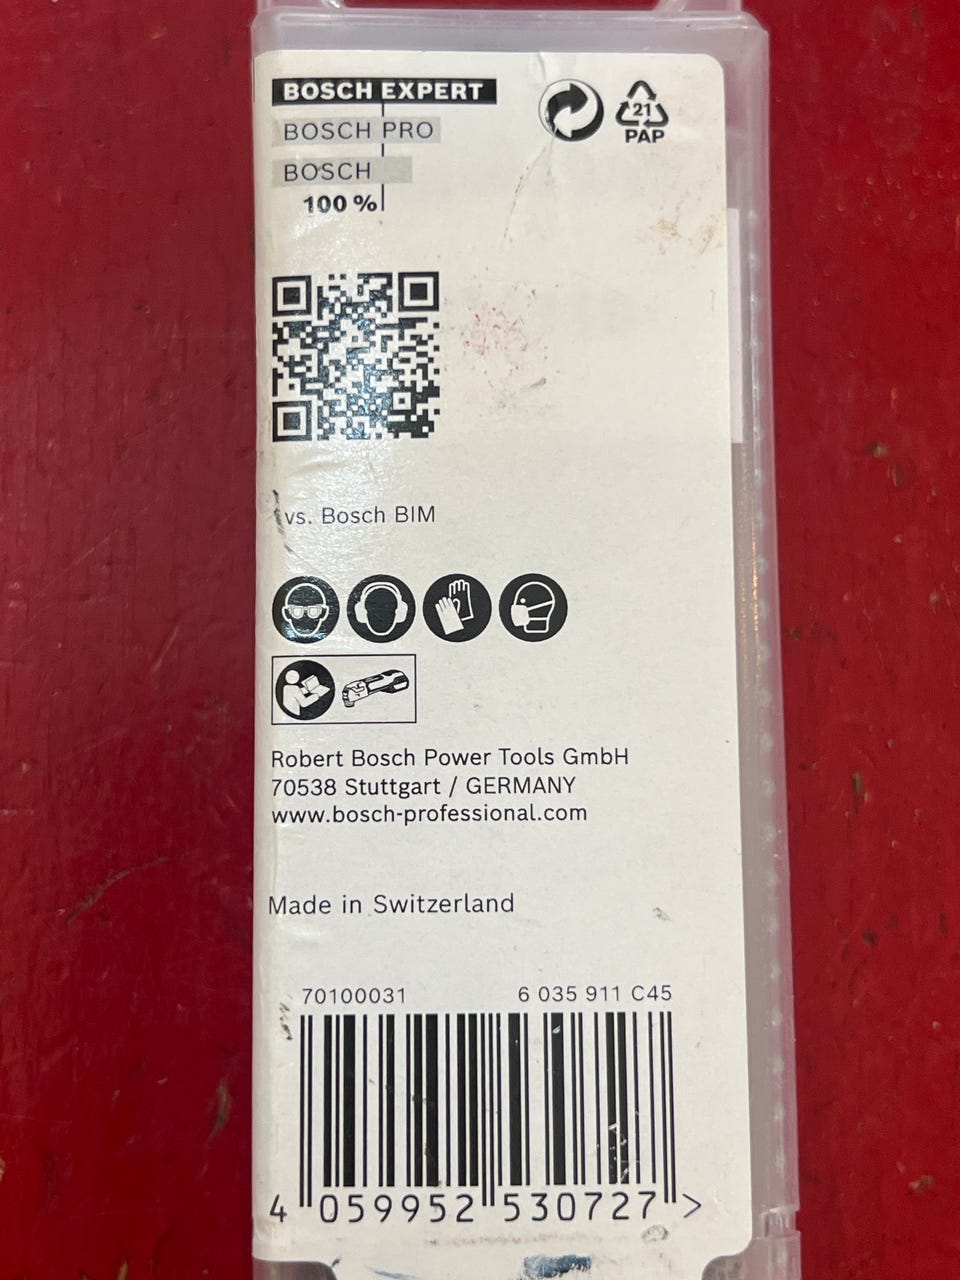 BOSCH EXPERT
BOSCH PRO
BOSCH
100 %
21
PAP
vs. Bosch BIM
Robert Bosch Power Tools GmbH
70538 Stuttgart / GERMANY
www.bosch-professional.com
Made in Switzerland
70100031 6 035 911 C45
4 059952 530727 >